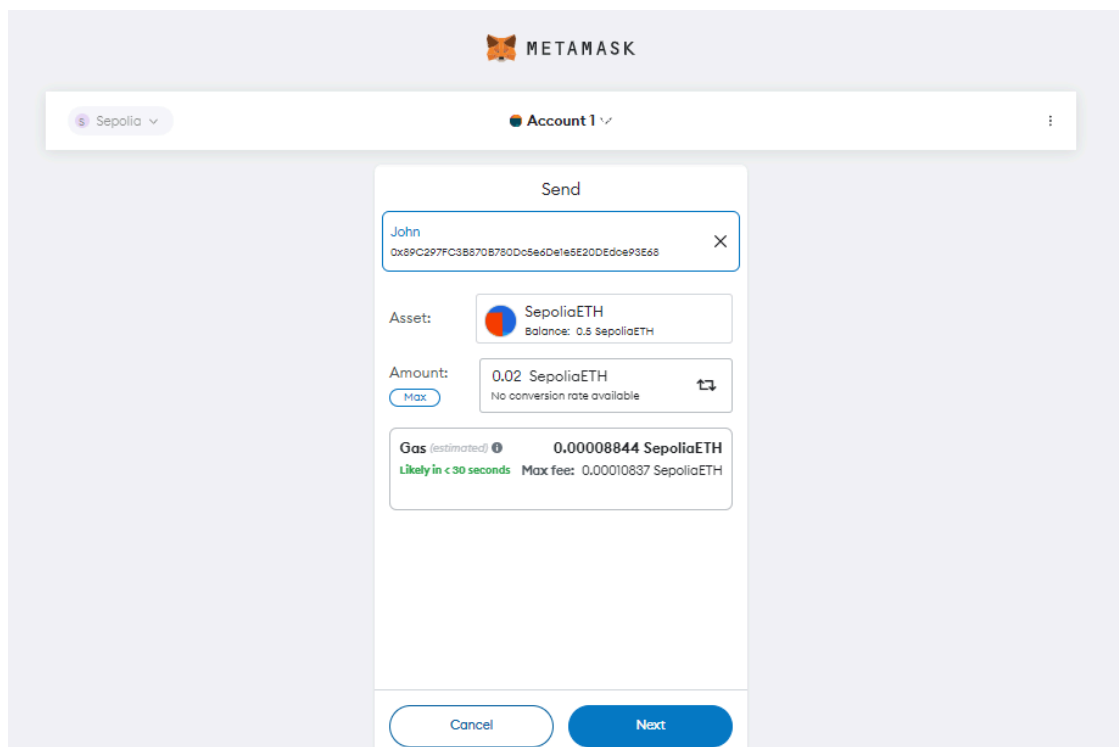 METAMASK
S Sepolia
Account 1
Send
John
0x89C297FC3B870B780Dc5e6De1e5E20DEdce93E68
Asset:
SepoliaETH
Balance: 0.5 SepoliaETH
Amount:
Max
0.02 SepoliaETH
No conversion rate available
Gas (estimated) 0.00008844 SepoliaETH
Likely in < 30 seconds Max fee: 0.00010837 SepoliaETH
Cancel
Next